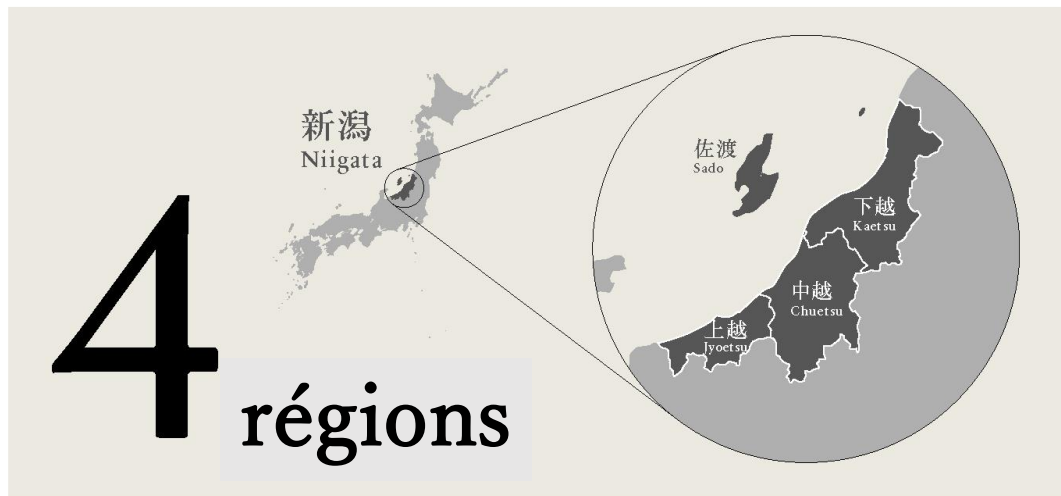 新潟
Niigata
4
régions
佐渡
Sado
下越
Kaetsu
中越
Chuetsu
上越
Jyoetsu